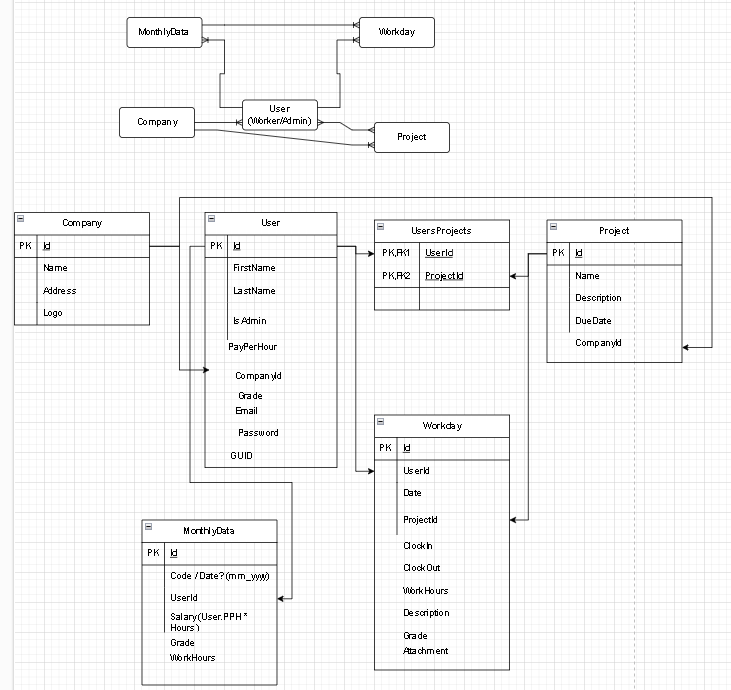 MonthlyData
Workday
User
(Worker/Admin)
Company
Project
Company
PK Id
Name
Address
Logo
User
PK Id
FirstName
LastName
IsAdmin
PayPerHour
CompanyId
Grade
Email
Password
GUID
UsersProjects
PK,FK1 UserId
PK,FK2 ProjectId
Project
PK Id
Name
Description
DueDate
CompanyId
Workday
PK Id
UserId
Date
ProjectId
ClockIn
ClockOut
WorkHours
Description
Grade
Attachment
MonthlyData
PK Id
Code / Date?(mm_yyyy)
UserId
Salary(User.PPH *
Hours)
Grade
WorkHours